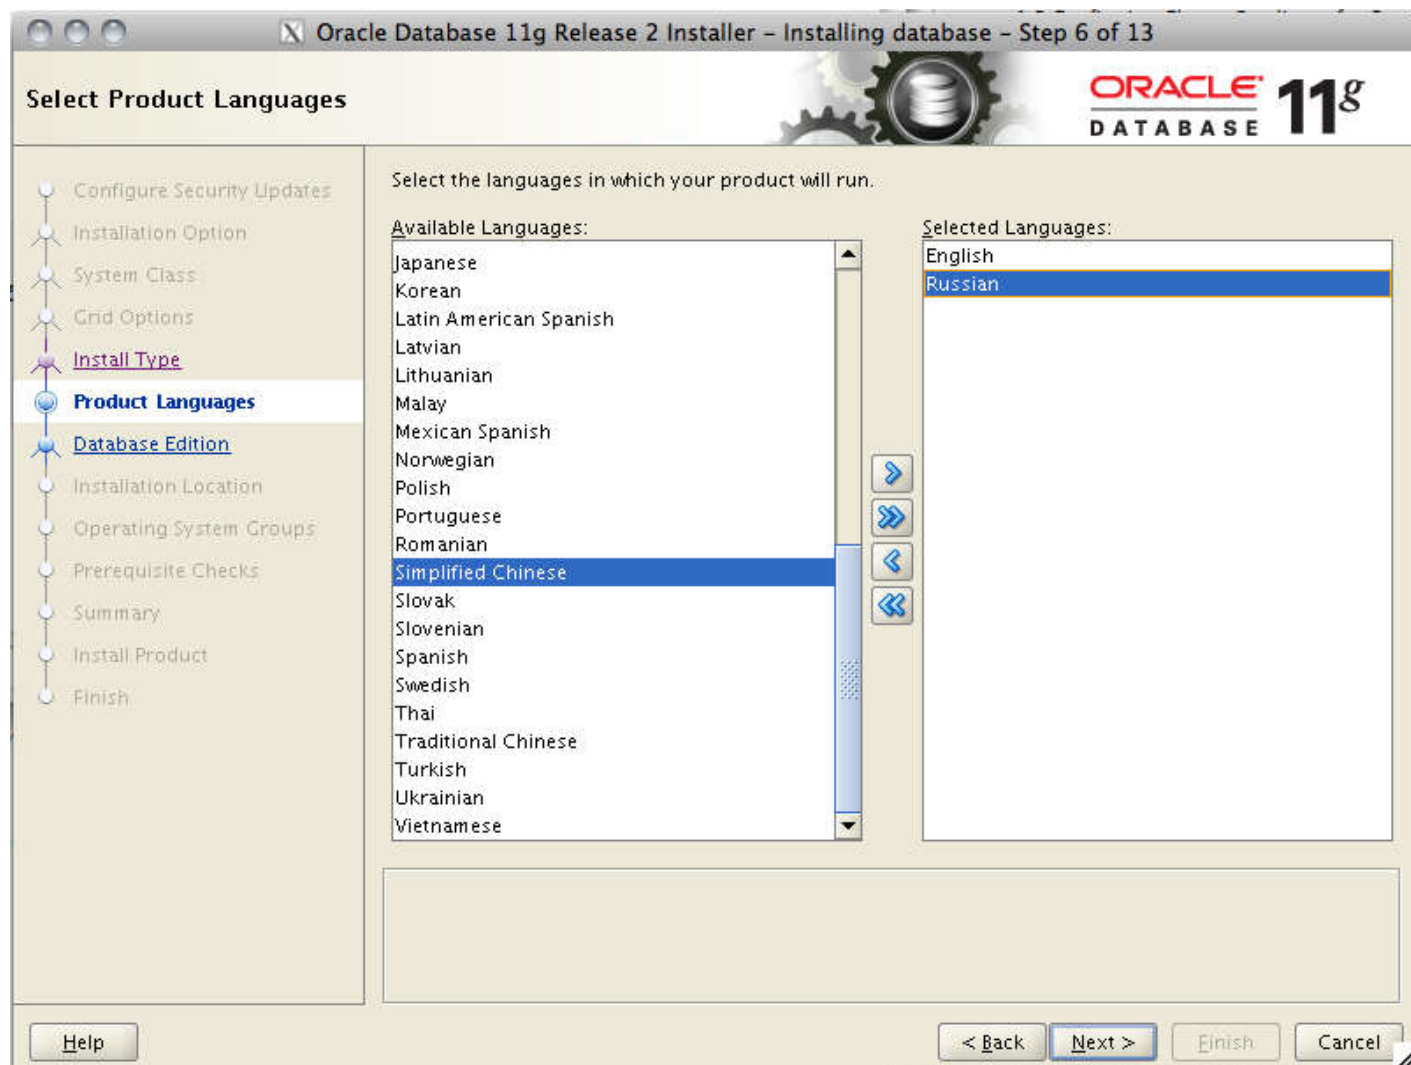 Oracle Database 11g Release 2 Installer – Installing database – Step 6 of 13
Select Product Languages
ORACLE
DATABASE
11g
Configure Security Updates
Installation Option
System Class
Grid Options
Install Type
Product Languages
Database Edition
Installation Location
Operating System Groups
Prerequisite Checks
Summary
Install Product
Finish
Select the languages in which your product will run.
Available Languages:
Japanese
Korean
Latin American Spanish
Latvian
Lithuanian
Malay
Mexican Spanish
Norwegian
Polish
Portuguese
Romanian
Simplified Chinese
Slovak
Slovenian
Spanish
Swedish
Thai
Traditional Chinese
Turkish
Ukrainian
Vietnamese
Selected Languages:
English
Russian
Help
< Back
Next >
Finish
Cancel